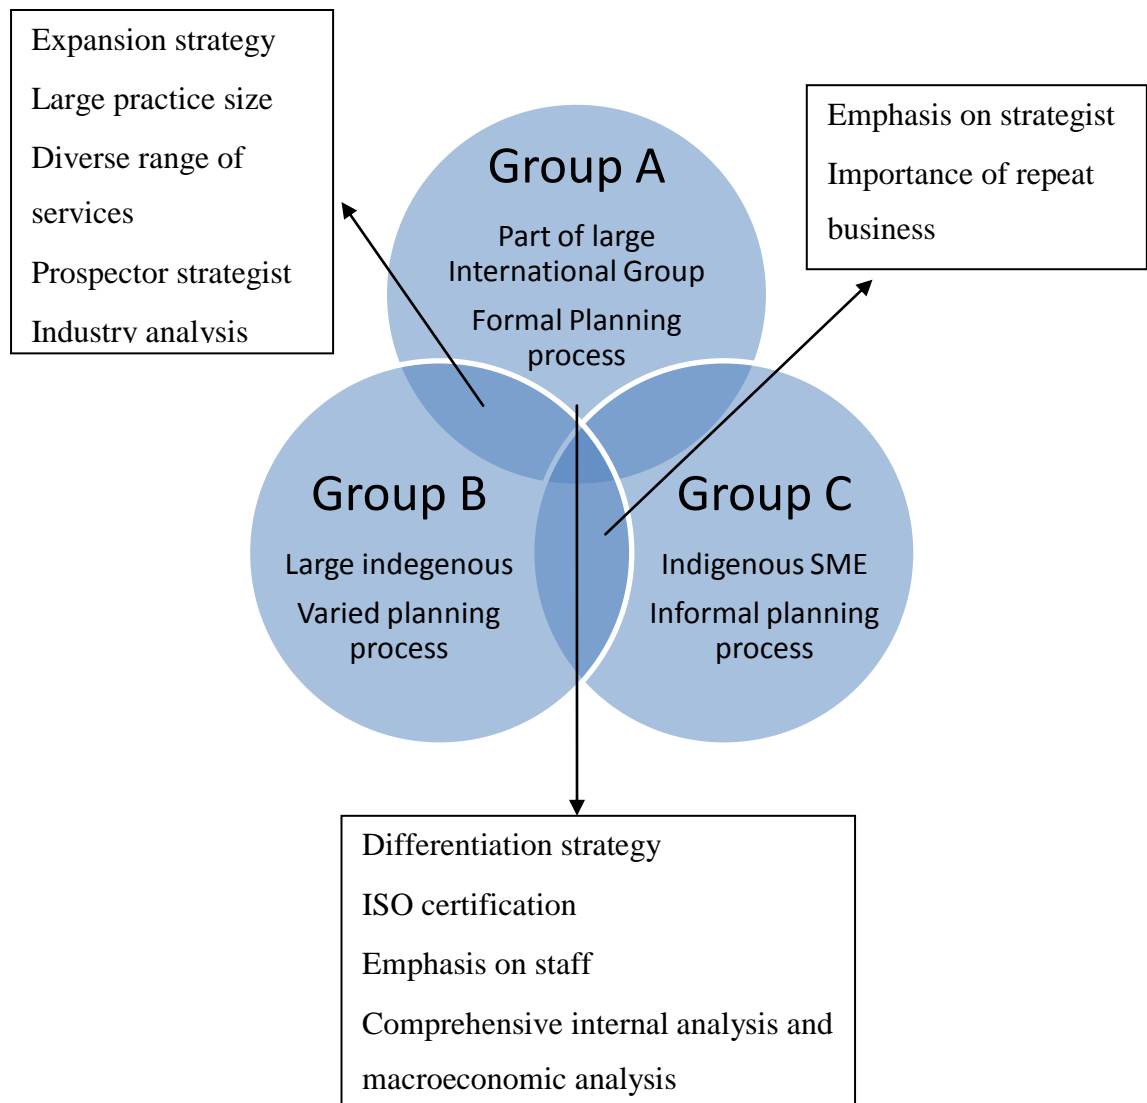 Expansion strategy
Large practice size
Diverse range of
services
Prospector strategist
Industry analysis
Emphasis on strategist
Importance of repeat
business
Group A
Part of large
International Group
Formal Planning
process
Group B
Large indegenous
Varied planning
process
Group C
Indigenous SME
Informal planning
process
Differentiation strategy
ISO certification
Emphasis on staff
Comprehensive internal analysis and
macroeconomic analysis